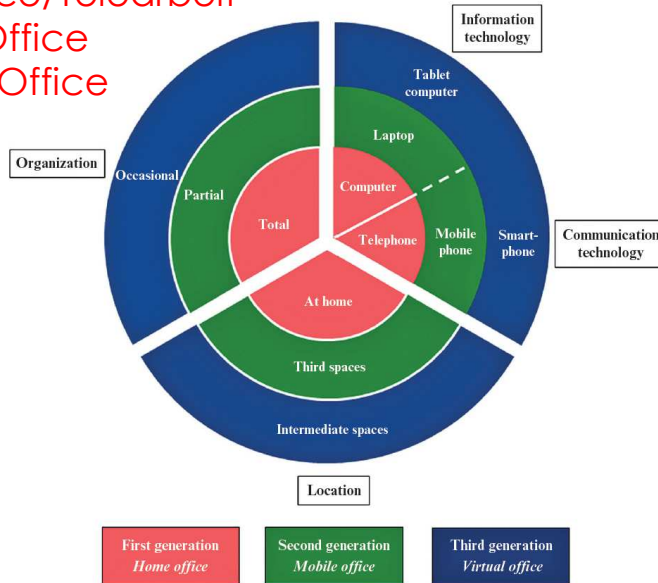 Office
Office
Information
technology
Tablet
computer
Laptop
Organization
Occasional
Partial
Computer
Total
Telephone
Mobile
phone
Smart-
phone
Communication
technology
At home
Third spaces
Intermediate spaces
Location
First generation
Home office
Second generation
Mobile office
Third generation
Virtual office